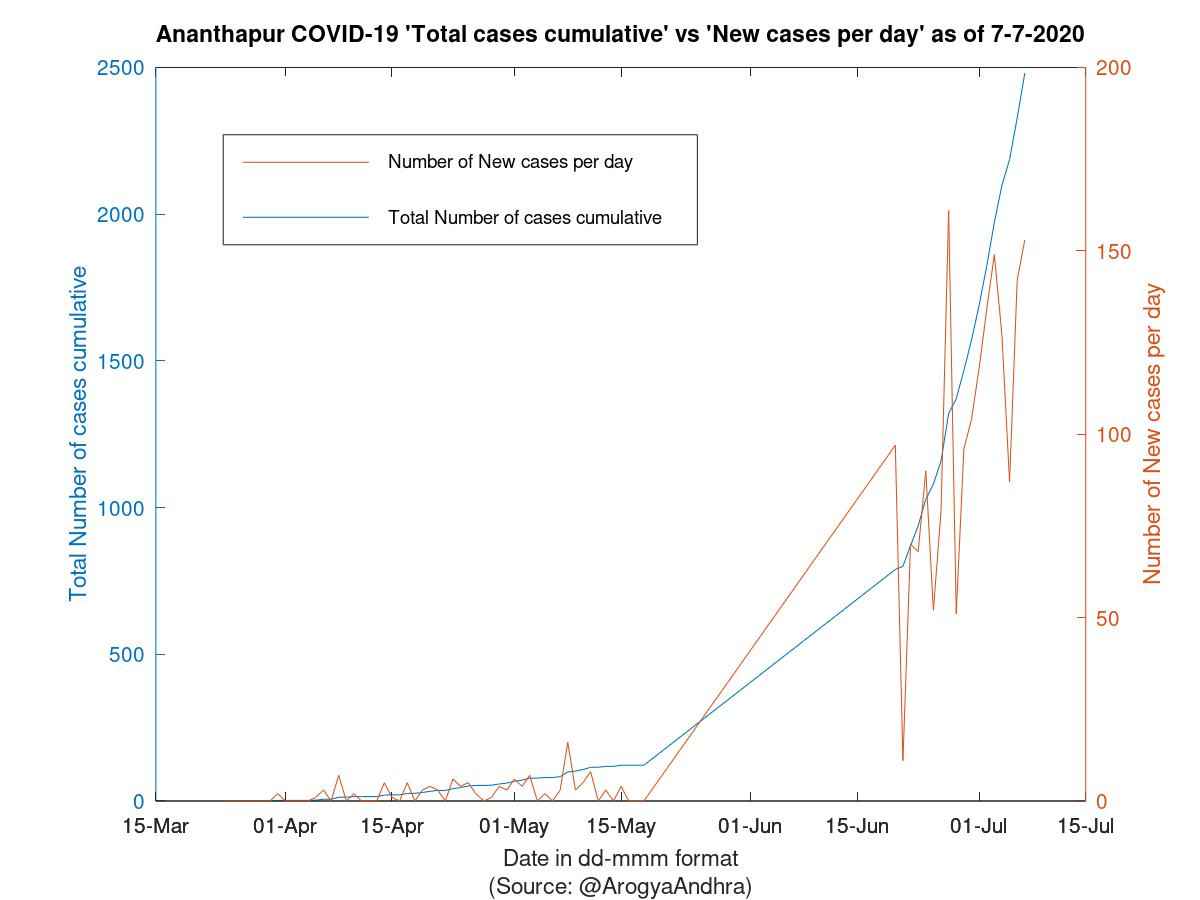 Ananthapur COVID-19 'Total cases cumulative' vs 'New cases per day' as of 7-7-2020
2500
2000
1500
1000
500
0
Total Number of cases cumulative
Number of New cases per day
Total Number of cases cumulative
200
150
100
50
0
Number of New cases per day
15-Mar 01-Apr 15-Apr 01-May 15-May 01-Jun 15-Jun 01-Jul 15-Jul
Date in dd-mmm format
(Source: @ArogyaAndhra)